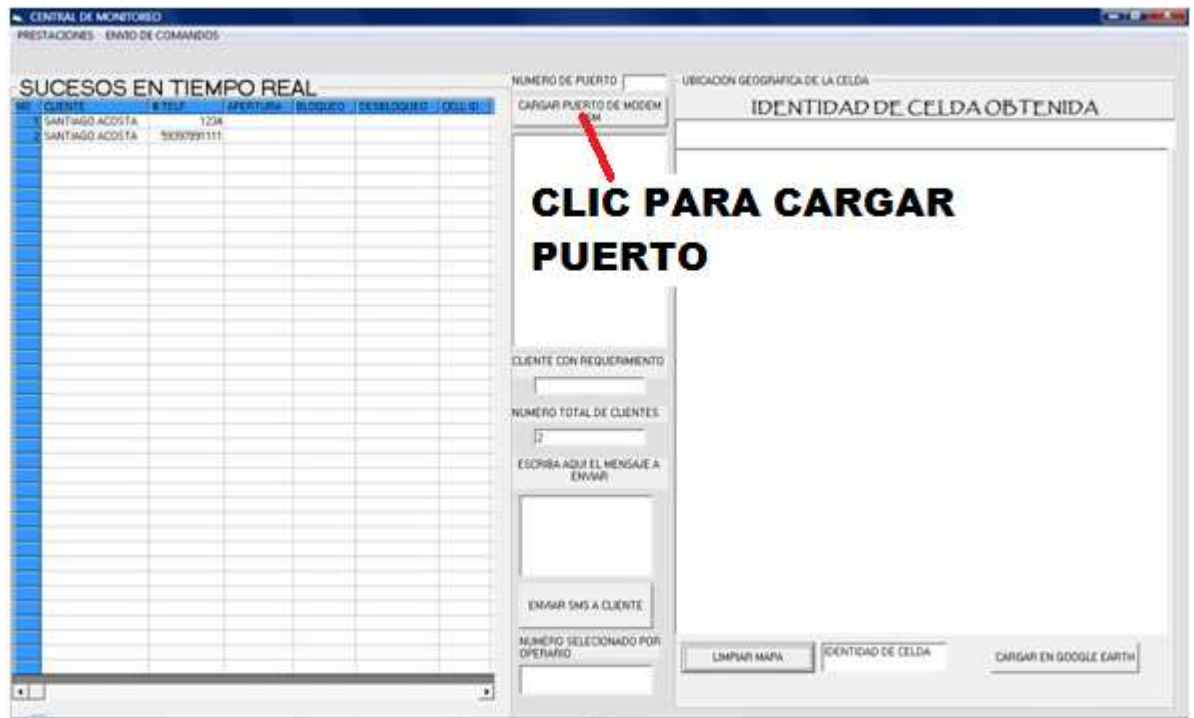 CENTRAL DE MONITOREO
PRESTACIONES ENVIO DE COMANDOS
SUCESOS EN TIEMPO REAL
NO CLIENTE # TELF APERTURA BLOQUEO DESBLOQUEO CELL ID
1 SANTIAGO ACOSTA 1234
2 SANTIAGO ACOSTA
NUMERO DE PUERTO
CARGAR PUERTO DE MODEM
GSM
CLIC PARA CARGAR
PUERTO
CLIENTE CON REQUERIMIENTO
NUMERO TOTAL DE CLIENTES
2
ESCRIBA AQUI EL MENSAJE A
ENVIAR
ENVIAR SMS A CLIENTE
NUMERO SELECIONADO POR
OPERARIO
UBICACION GEOGRAFICA DE LA CELDA
IDENTIDAD DE CELDA OBTENIDA
LIMPIAR MAPA
IDENTIDAD DE CELDA
CARGAR EN GOOGLE EARTH